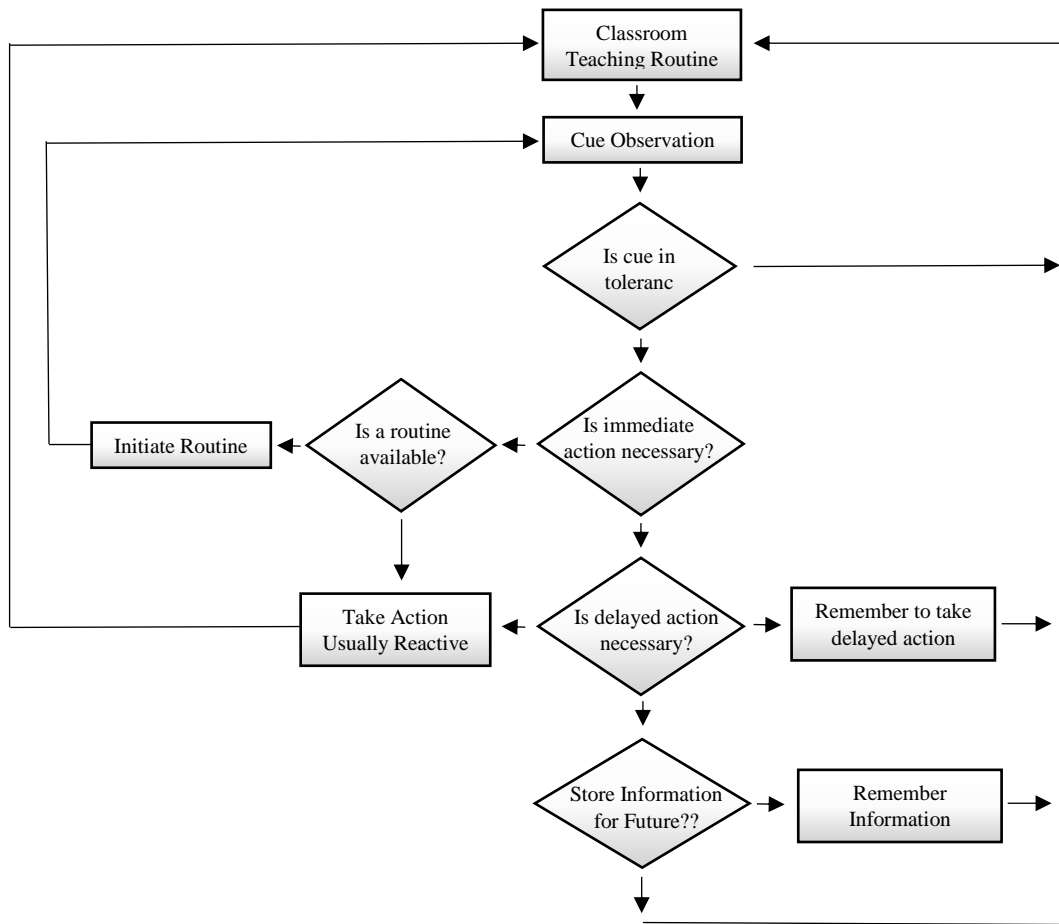 Classroom
Teaching Routine
Cue Observation
Is cue in
toleranc
Is immediate
action necessary?
Is a routine
available?
Initiate Routine
Is delayed action
necessary?
Take Action
Usually Reactive
Remember to take
delayed action
Store Information
for Future??
Remember
Information